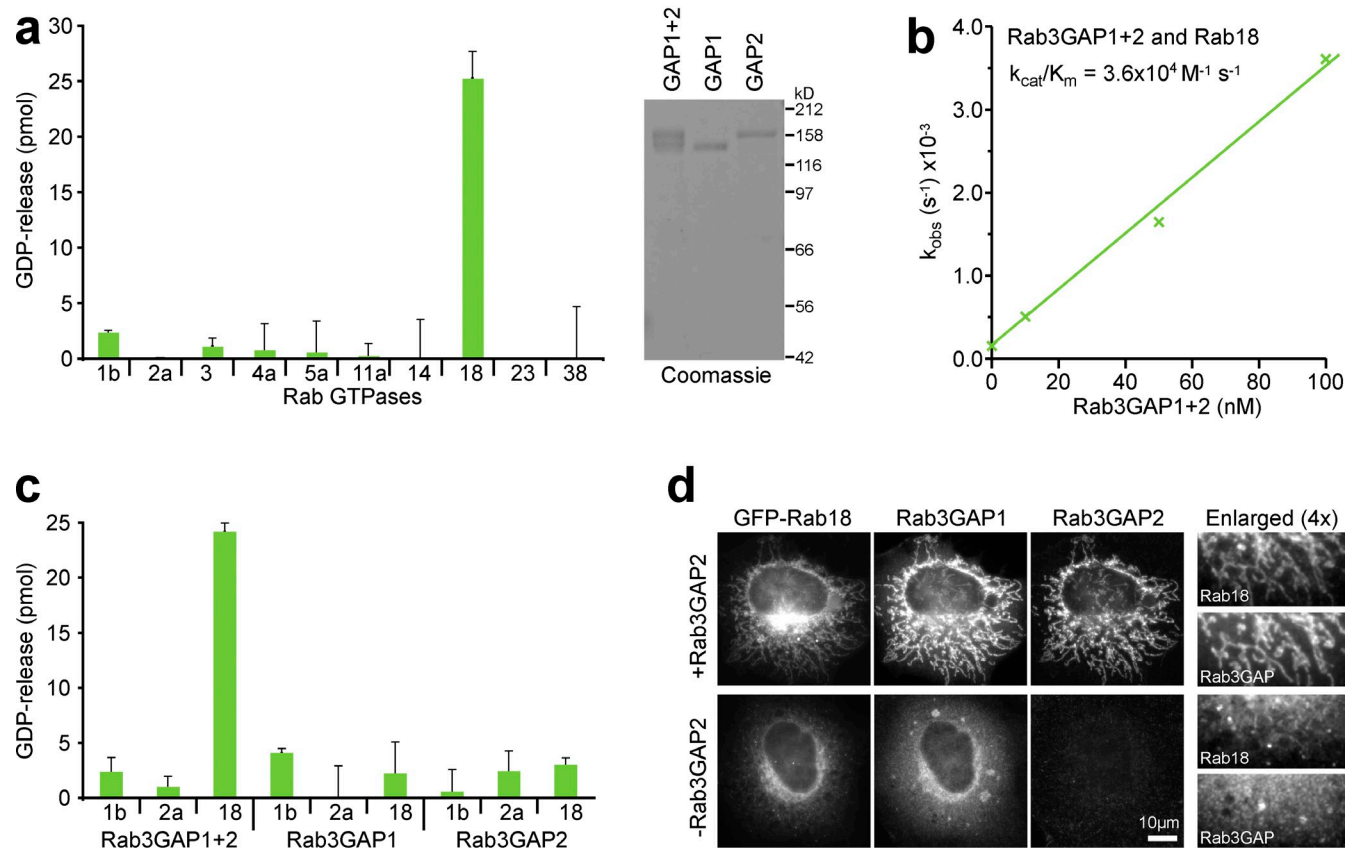 a
30
25
20
15
10
5
0
GDP-release (pmol)
1b 2a 3 4a 5a 11a 14 18 23 38
Rab GTPases
GAP1+2
GAP1
GAP2
kD
212
158
116
97
66
56
42
Coomassie
b
Rab3GAP1+2 and Rab18
kcat/Km = 3.6x10⁴ M⁻¹ s⁻¹
4.0
3.0
2.0
1.0
0.0
kobs (s⁻¹) x10⁻³
0 20 40 60 80 100
Rab3GAP1+2 (nM)
c
25
20
15
10
5
0
GDP-release (pmol)
1b 2a 18 1b 2a 18 1b 2a 18
Rab3GAP1+2 Rab3GAP1 Rab3GAP2
d
GFP-Rab18 Rab3GAP1 Rab3GAP2 Enlarged (4x)
+Rab3GAP2
Rab18
Rab3GAP
-Rab3GAP2
Rab18
10µm
Rab3GAP